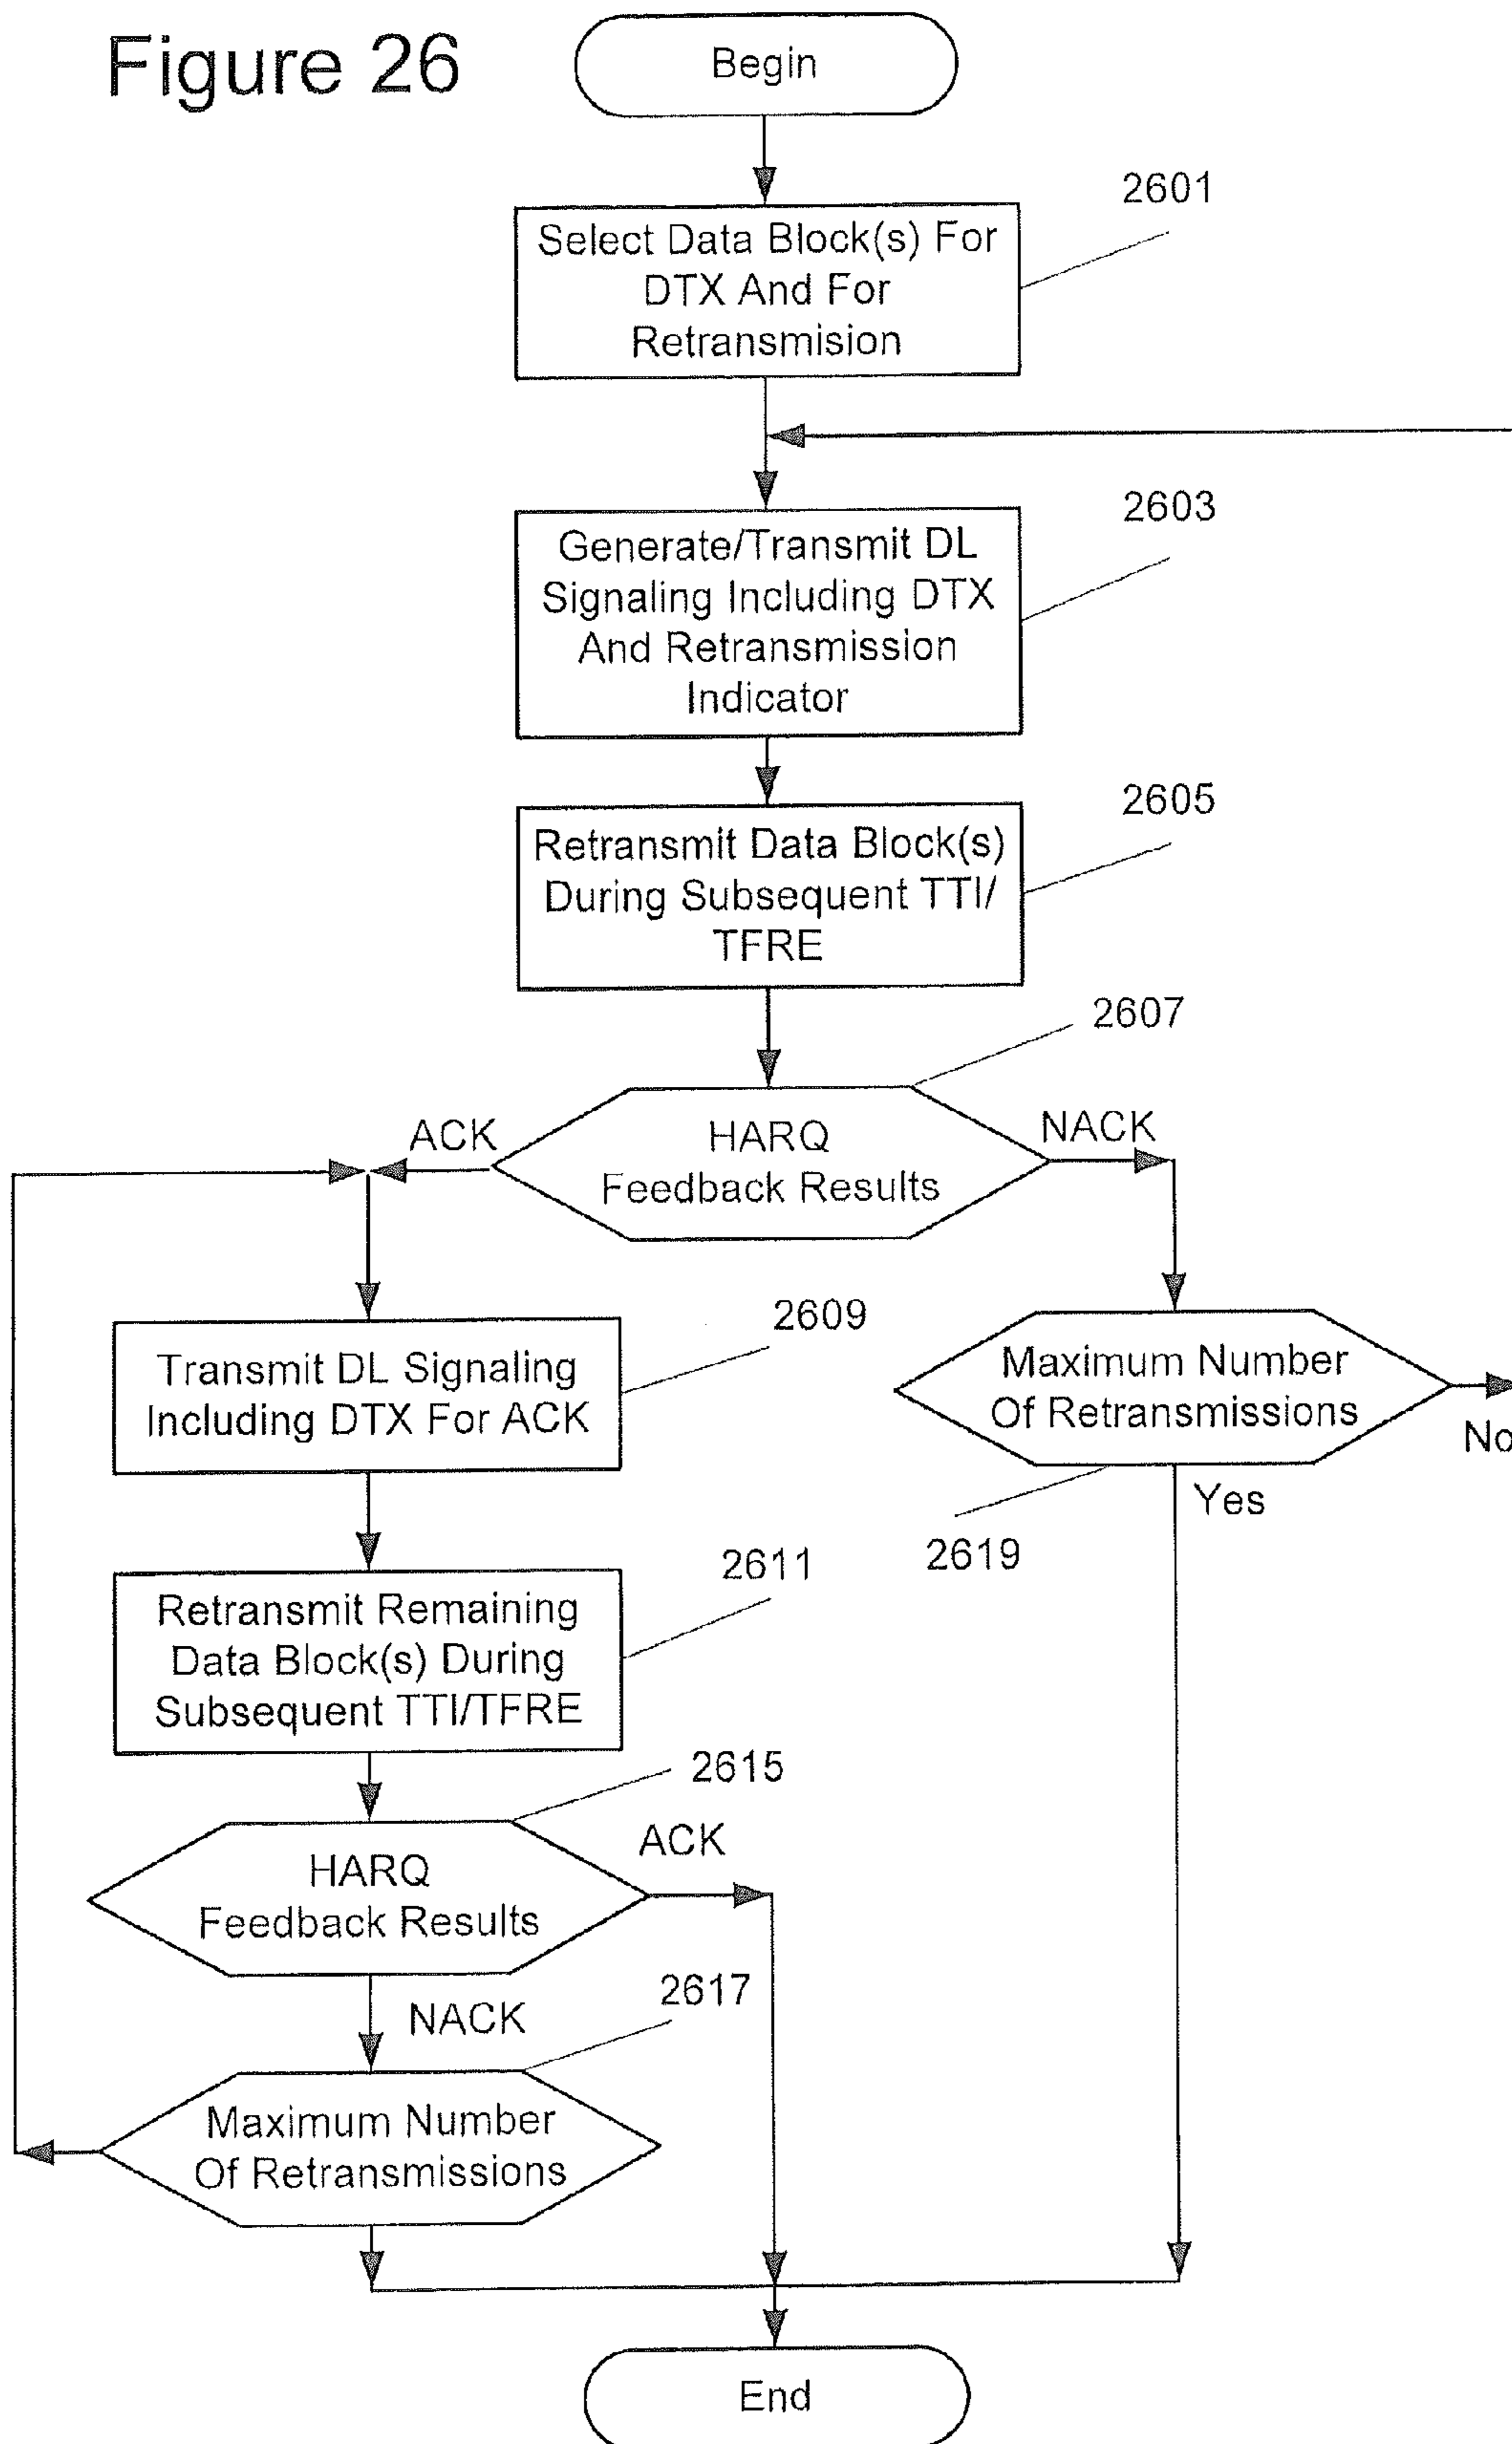 Figure 26
Begin
2601
Select Data Block(s) For
DTX And For
Retransmision
2603
Generate/Transmit DL
Signaling Including DTX
And Retransmission
Indicator
2605
Retransmit Data Block(s)
During Subsequent TTI/
TFRE
2607
ACK
HARQ
Feedback Results
NACK
2609
Transmit DL Signaling
Including DTX For ACK
Maximum Number
Of Retransmissions
No
Yes
2619
2611
Retransmit Remaining
Data Block(s) During
Subsequent TTI/TFRE
2615
HARQ
Feedback Results
ACK
NACK
2617
Maximum Number
Of Retransmissions
End